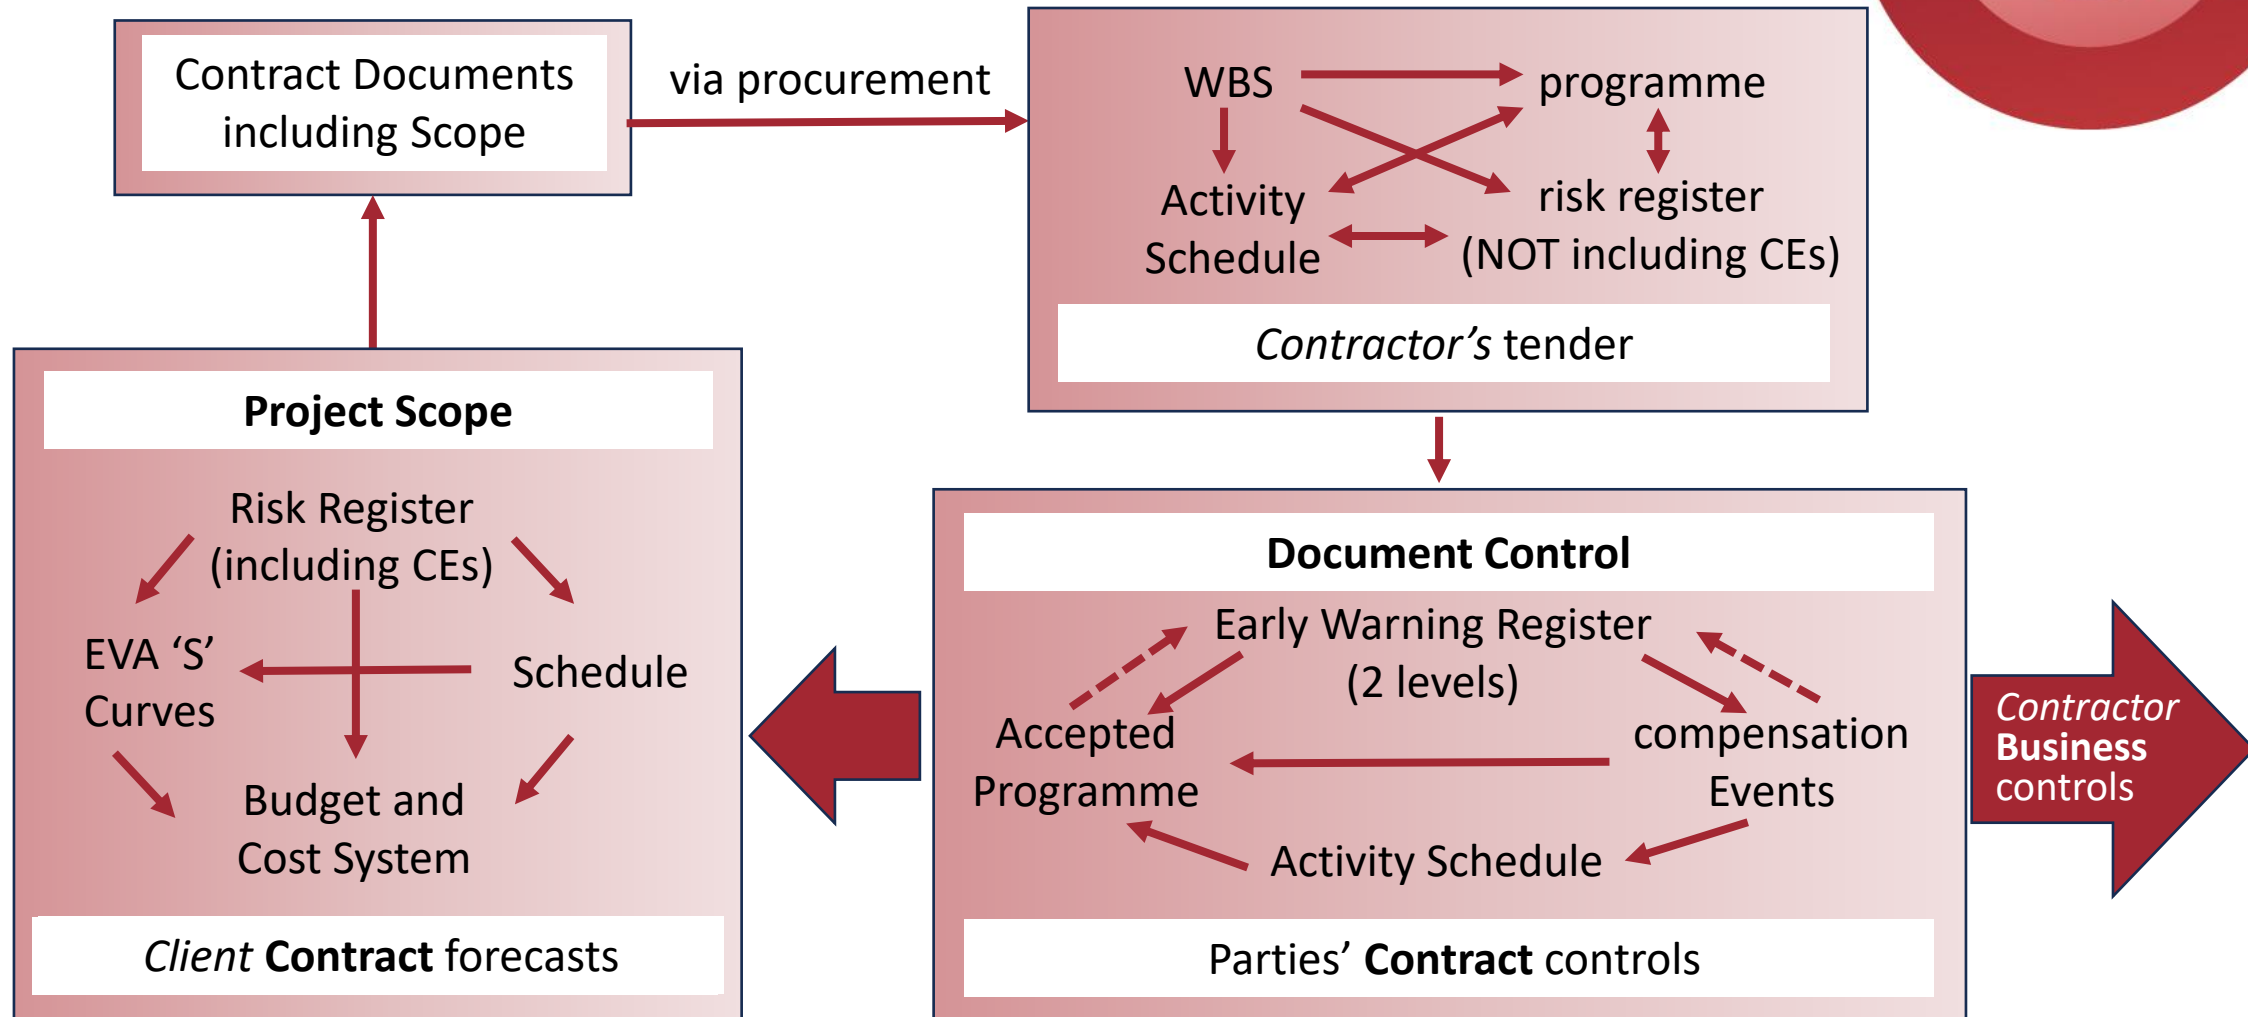 Contract Documents
including Scope
via procurement
WBS
programme
Activity
Schedule
risk register
(NOT including CEs)
Contractor’s tender
Project Scope
Risk Register
(including CEs)
EVA ‘S’
Curves
Schedule
Budget and
Cost System
Client Contract forecasts
Document Control
Early Warning Register
(2 levels)
Accepted
Programme
compensation
Events
Activity Schedule
Parties’ Contract controls
Contractor
Business
controls